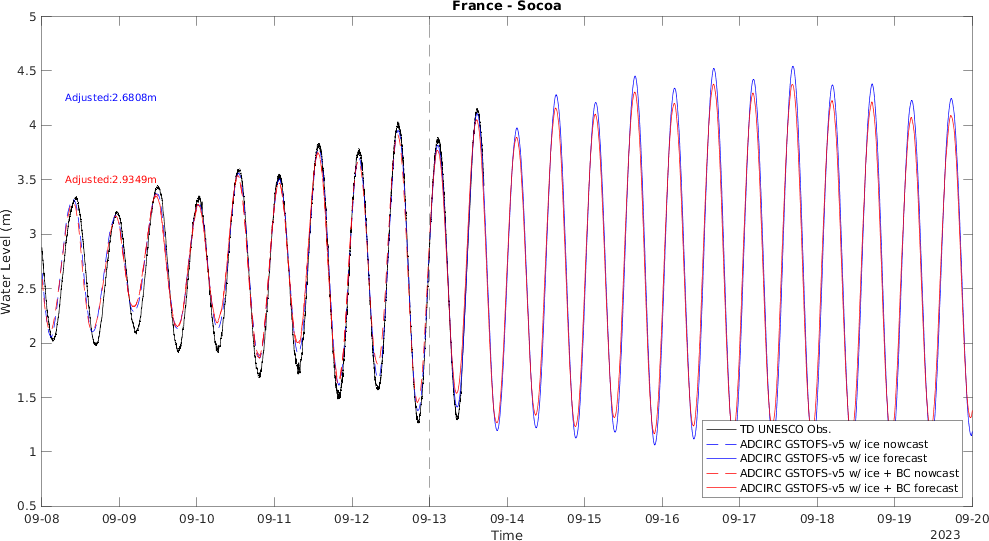 France - Socoa
Water Level (m)
5
4.5
4
3.5
3
2.5
2
1.5
1
0.5
Adjusted:2.6808m
Adjusted:2.9349m
TD UNESCO Obs.
ADCIRC GSTOFS-v5 w/ ice nowcast
ADCIRC GSTOFS-v5 w/ ice forecast
ADCIRC GSTOFS-v5 w/ ice + BC nowcast
ADCIRC GSTOFS-v5 w/ ice + BC forecast
09-08 09-09 09-10 09-11 09-12 09-13 09-14 09-15 09-16 09-17 09-18 09-19 09-20
Time
2023